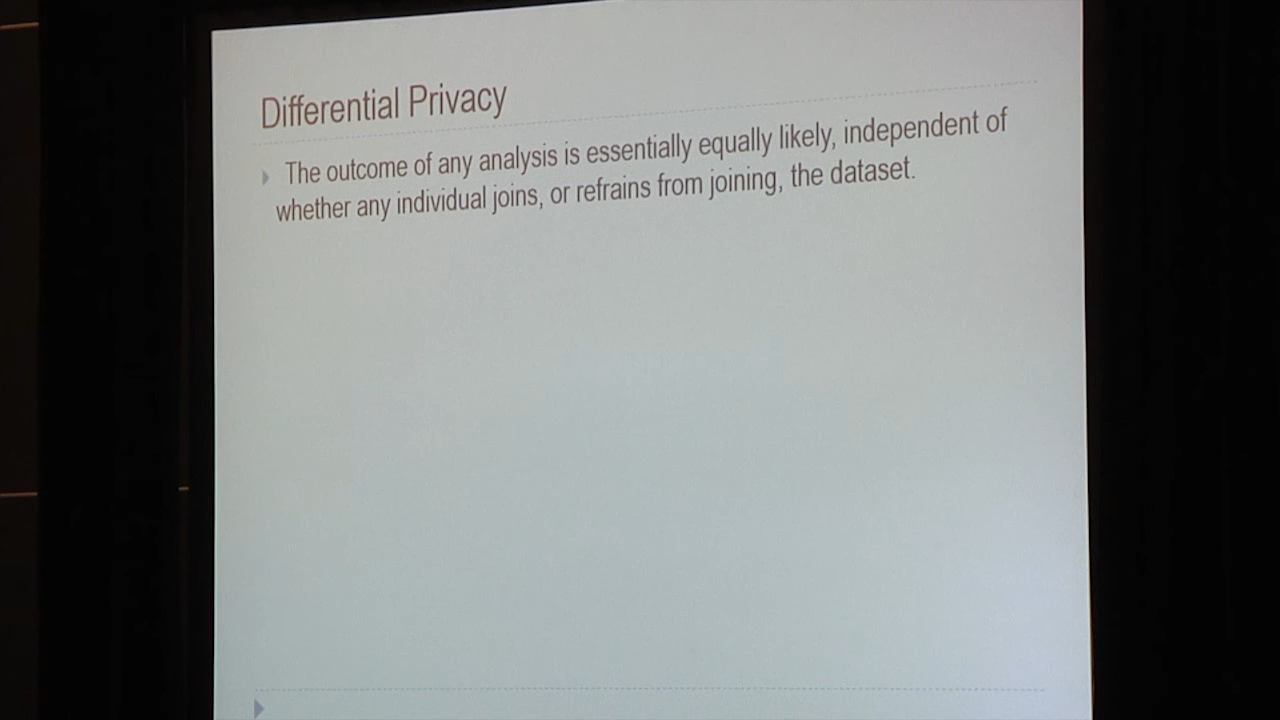 Differential Privacy
The outcome of any analysis is essentially equally likely, independent of
whether any individual joins, or refrains from joining, the dataset.